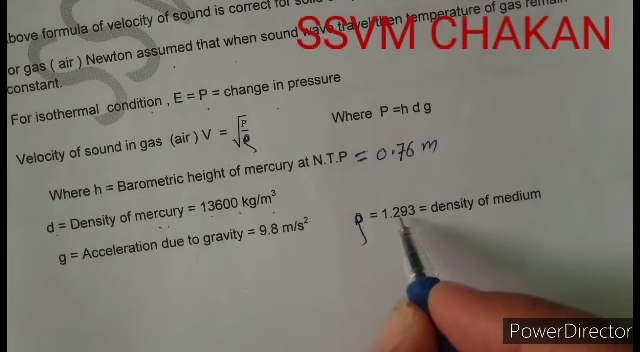 above formula of velocity of sound is correct for
SSVM CHAKAN
or gas ( air ) Newton assumed that when sound wave travel then temperature of gas remain
constant.
For isothermal condition , E = P = change in pressure
Velocity of sound in gas (air) V = √P/ρ Where P =h d g
Where h = Barometric height of mercury at N.T.P = 0.76 m
d = Density of mercury = 13600 kg/m³
ρ = 1.293 = density of medium
g = Acceleration due to gravity = 9.8 m/s²
PowerDirector